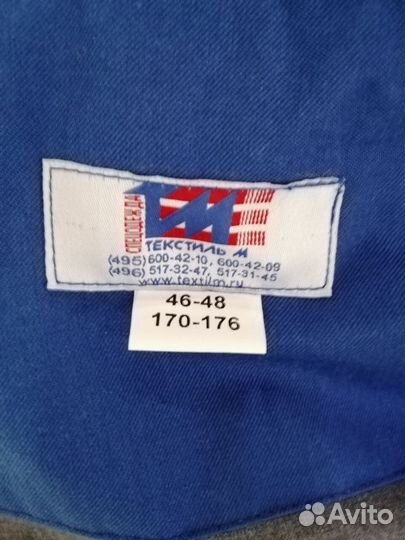 СПЕЦОДЕЖДА
ТМ
ТЕКСТИЛЬ М
(495) 600-42-10, 600-42-09
(496) 517-32-47, 517-31-45
www.textilm.ru
46-48
170-176
Avito